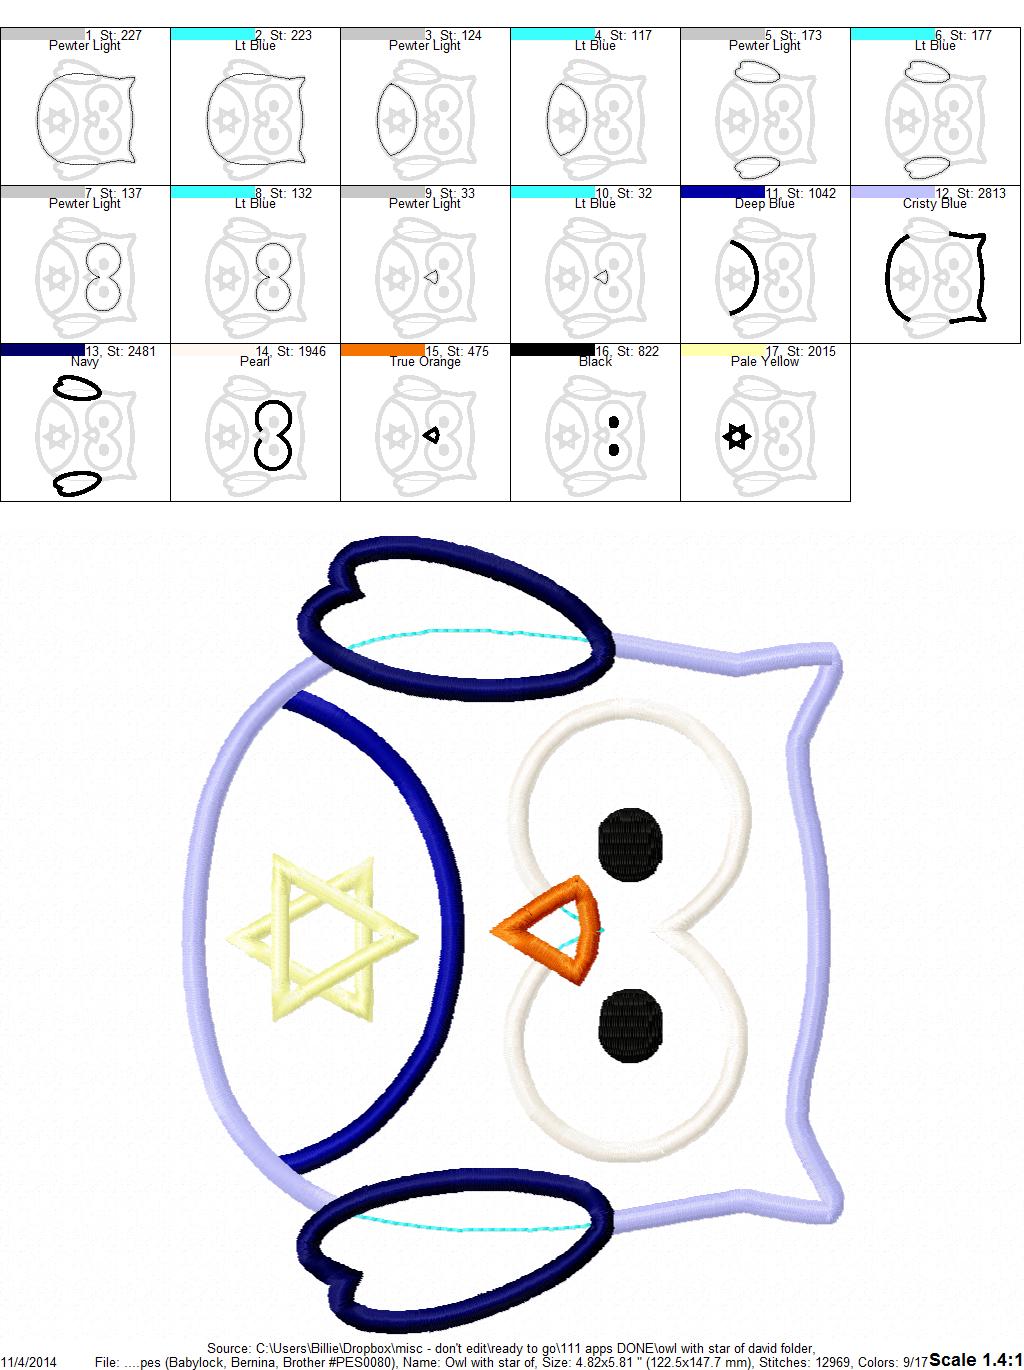 1, St: 227 2, St: 223 3, St: 124 4, St: 117 5, St: 173 6, St: 177
Pewter Light Lt Blue Pewter Light Lt Blue Pewter Light Lt Blue
7, St: 137 8, St: 132 9, St: 33 10, St: 32 11, St: 1042 12, St: 2813
Pewter Light Lt Blue Pewter Light Lt Blue Deep Blue Cristy Blue
13, St: 2481 14, St: 1946 15, St: 475 16, St: 822 17, St: 2015
Navy Pearl True Orange Black Pale Yellow
Source: C:\Users\Billie\Dropbox\misc - don't edit\ready to go\111 apps DONE\owl with star of david folder,
11/4/2014 File: ....pes (Babylock, Bernina, Brother #PES0080), Name: Owl with star of, Size: 4.82x5.81 " (122.5x147.7 mm), Stitches: 12969, Colors: 9/17 Scale 1.4:1